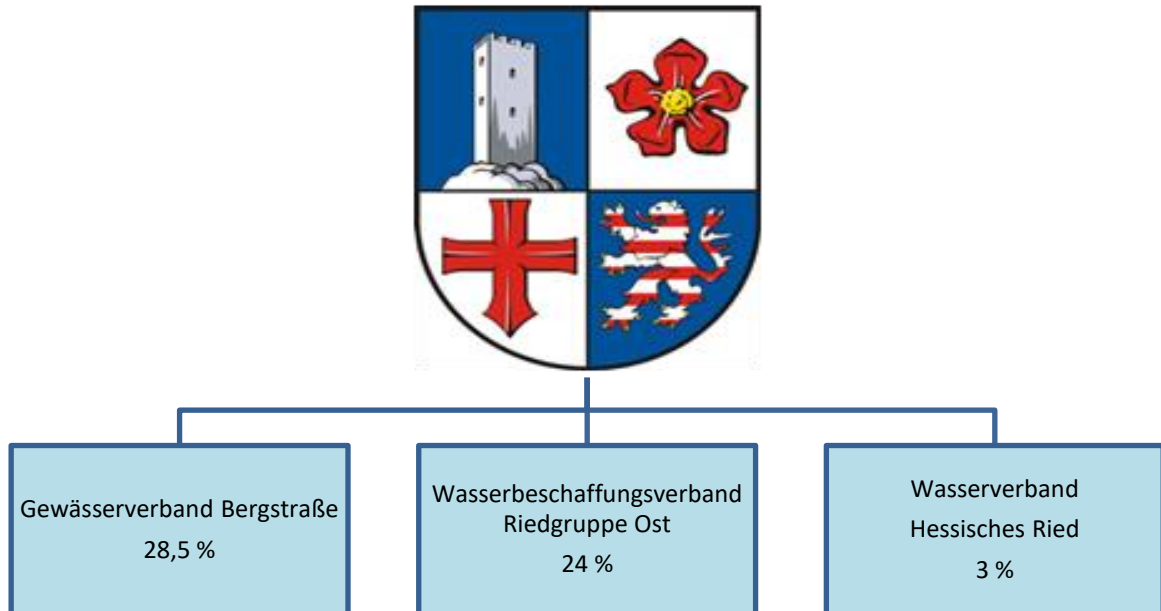 Gewässerverband Bergstraße
28,5 %
Wasserbeschaffungsverband
Riedgruppe Ost
24 %
Wasserverband
Hessisches Ried
3 %